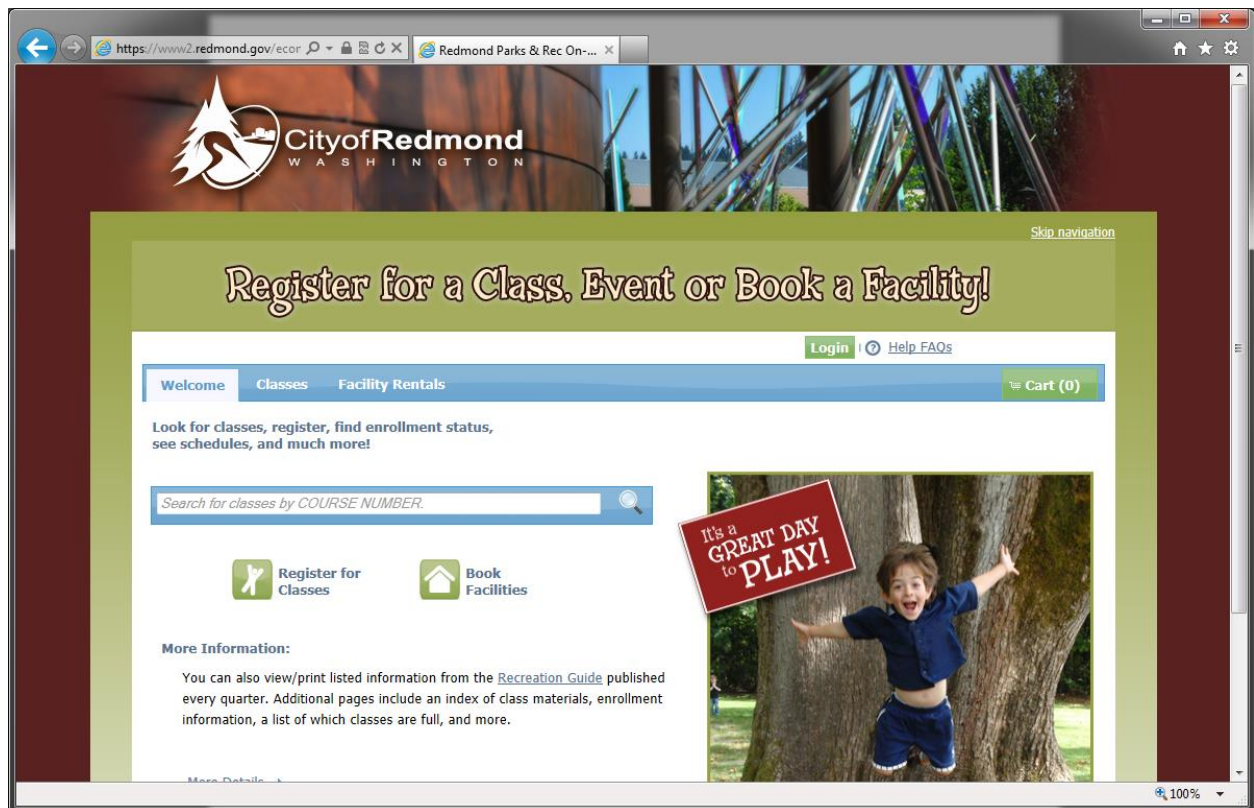 https://www2.redmond.gov/ecor
Redmond Parks & Rec On-...
CityofRedmond
WASHINGTON
Skip navigation
Register for a Class, Event or Book a Facility!
Login
Help FAQs
Welcome
Classes
Facility Rentals
Cart (0)
Look for classes, register, find enrollment status,
see schedules, and much more!
Search for classes by COURSE NUMBER.
It's a
GREAT DAY
to PLAY!
Register for
Classes
Book
Facilities
More Information:
You can also view/print listed information from the Recreation Guide published
every quarter. Additional pages include an index of class materials, enrollment
information, a list of which classes are full, and more.
More Details
100%